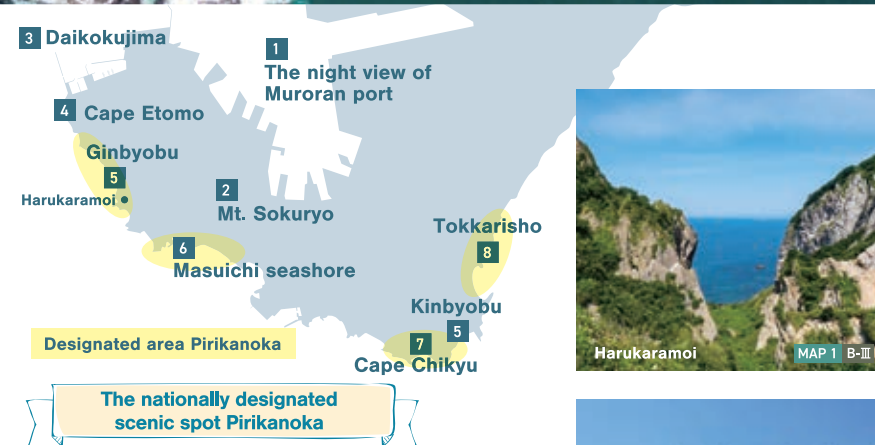 3 Daikokujima
1
The night view of
Muroran port
4 Cape Etomo
Ginbyobu
5
Harukaramoi
2
Mt. Sokuryo
6
Masuichi seashore
Tokkarisho
8
Kinbyobu
5
7
Cape Chikyu
Designated area Pirikanoka
The nationally designated
scenic spot Pirikanoka
Harukaramoi
MAP 1 B-Ⅲ